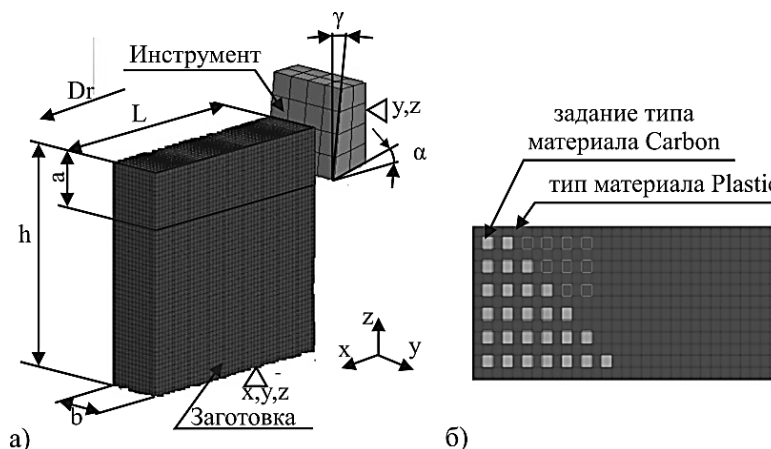 γ
Инструмент
Dr
L
y,z
α
a
h
z
x
y
x,y,z
b
Заготовка
а)
задание типа
материала Carbon
тип материала Plastic
б)